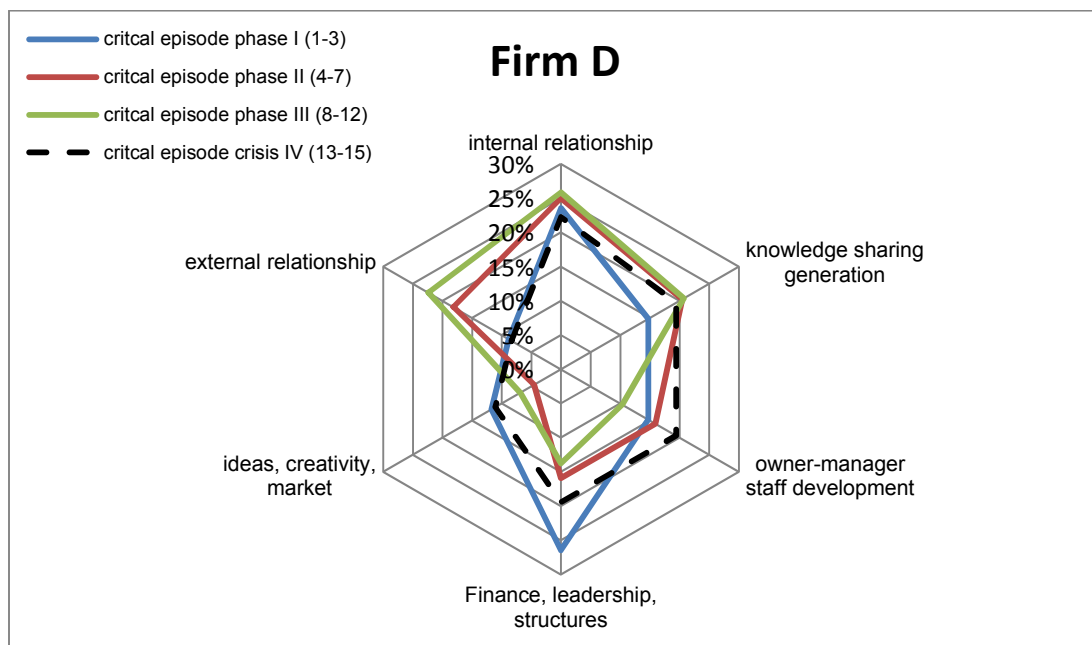 critcal episode phase I (1-3)
critcal episode phase II (4-7)
critcal episode phase III (8-12)
critcal episode crisis IV (13-15)
Firm D
internal relationship
30%
25%
20%
15%
10%
5%
0%
knowledge sharing
generation
owner-manager
staff development
Finance, leadership,
structures
ideas, creativity,
market
external relationship